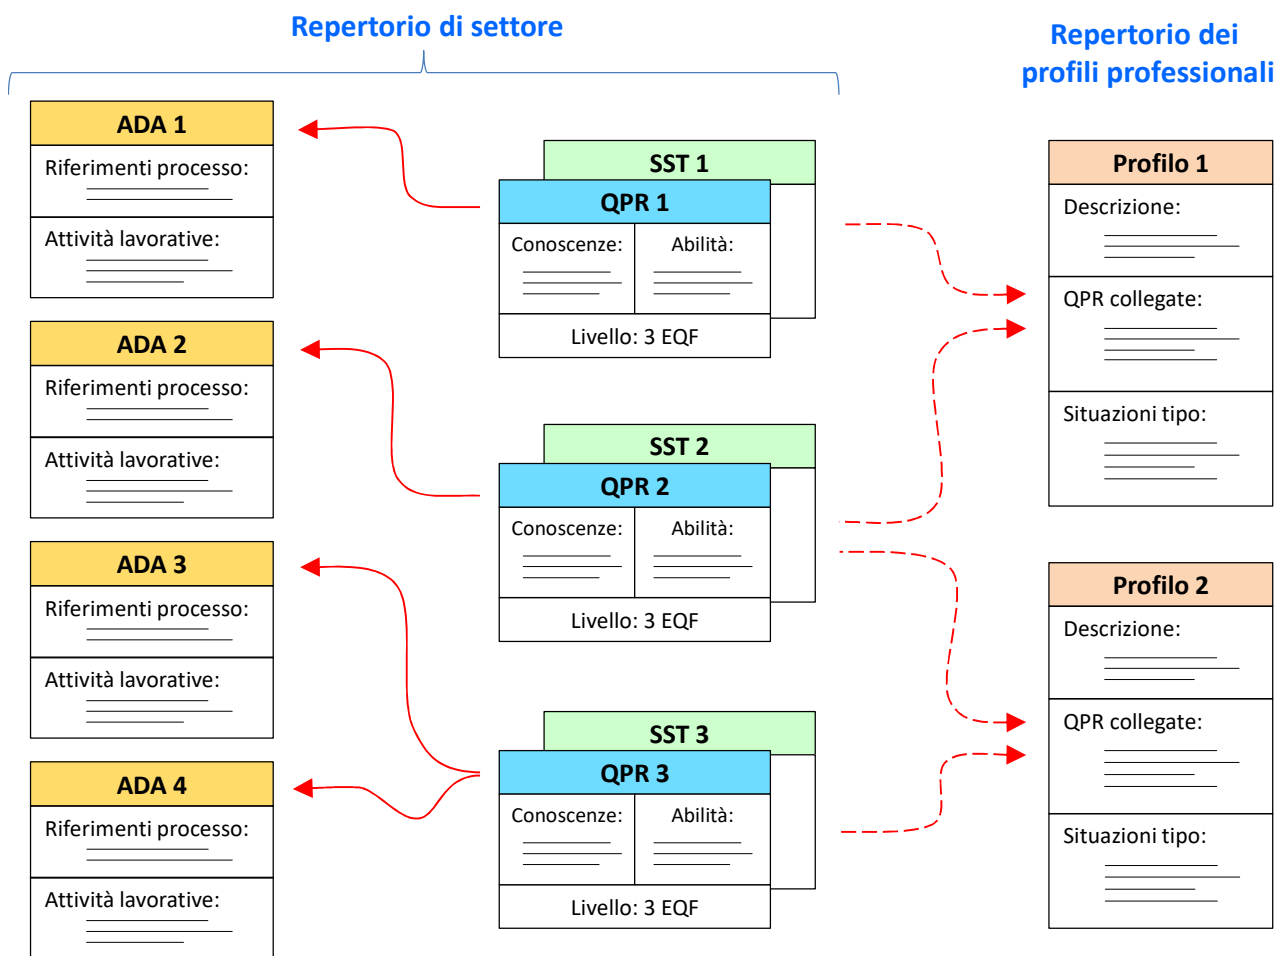 Repertorio di settore
Repertorio dei
profili professionali
ADA 1
Riferimenti processo:
Attività lavorative:
ADA 2
Riferimenti processo:
Attività lavorative:
ADA 3
Riferimenti processo:
Attività lavorative:
ADA 4
Riferimenti processo:
Attività lavorative:
SST 1
QPR 1
Conoscenze: Abilità:
Livello: 3 EQF
SST 2
QPR 2
Conoscenze: Abilità:
Livello: 3 EQF
SST 3
QPR 3
Conoscenze: Abilità:
Livello: 3 EQF
Profilo 1
Descrizione:
QPR collegate:
Situazioni tipo:
Profilo 2
Descrizione:
QPR collegate:
Situazioni tipo: